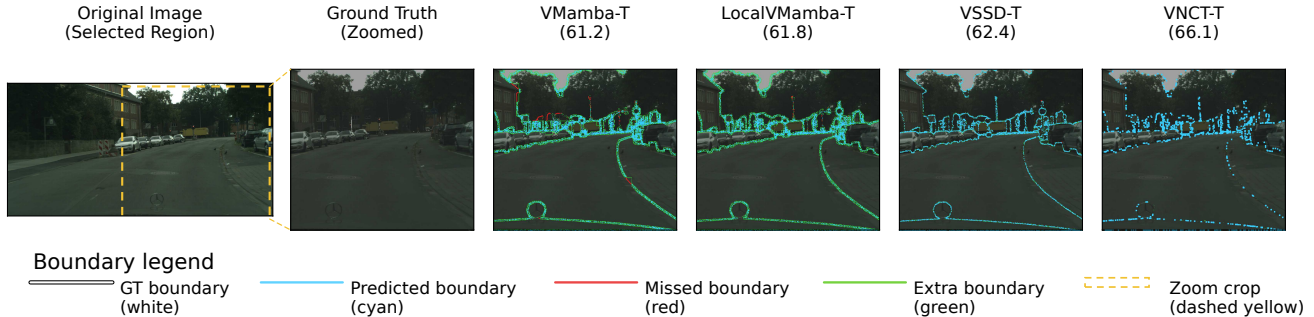 Original Image
(Selected Region)
Ground Truth
(Zoomed)
VMamba-T
(61.2)
LocalVMamba-T
(61.8)
VSSD-T
(62.4)
VNCT-T
(66.1)
Boundary legend
GT boundary
(white)
Predicted boundary
(cyan)
Missed boundary
(red)
Extra boundary
(green)
Zoom crop
(dashed yellow)